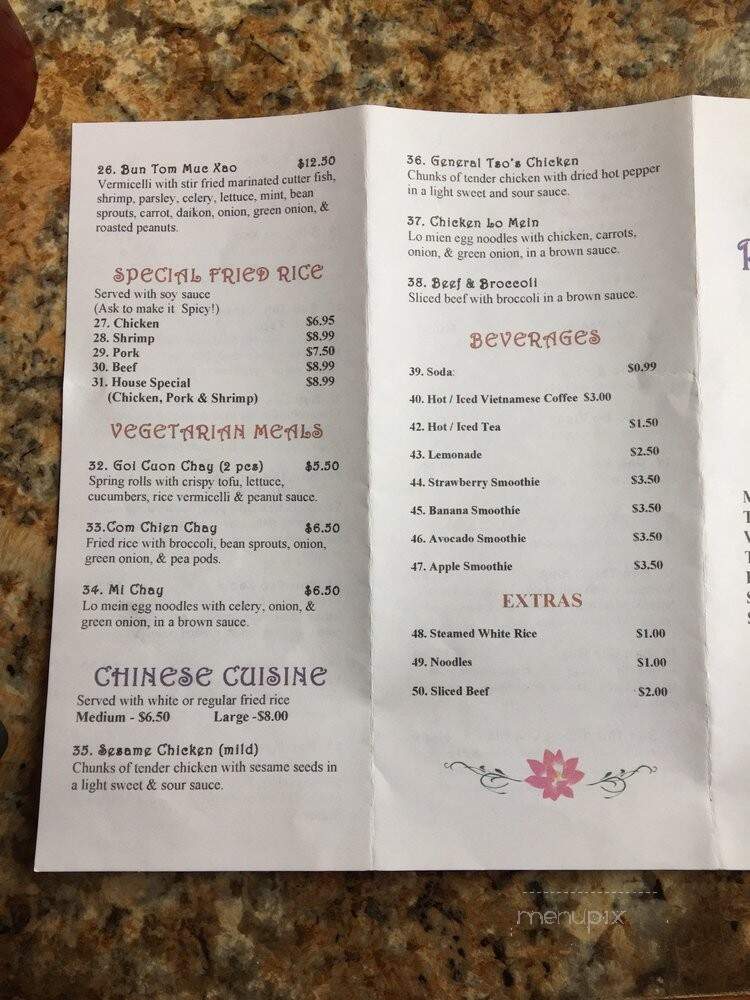 26. Bun Tom Muc Xao $12.50
Vermicelli with stir fried marinated cutter fish,
shrimp, parsley, celery, lettuce, mint, bean
sprouts, carrot, daikon, onion, green onion, &
roasted peanuts.
SPECIAL FRIED RICE
Served with soy sauce
(Ask to make it Spicy!)
27. Chicken $6.95
28. Shrimp $8.99
29. Pork $7.50
30. Beef $8.99
31. House Special $8.99
(Chicken, Pork & Shrimp)
VEGETARIAN MEALS
32. Goi Cuon Chay (2 pcs) $5.50
Spring rolls with crispy tofu, lettuce,
cucumbers, rice vermicelli & peanut sauce.
33.Com Chien Chay $6.50
Fried rice with broccoli, bean sprouts, onion,
green onion, & pea pods.
34. Mi Chay $6.50
Lo mein egg noodles with celery, onion, &
green onion, in a brown sauce.
CHINESE CUISINE
Served with white or regular fried rice
Medium - $6.50 Large -$8.00
35. Sesame Chicken (mild)
Chunks of tender chicken with sesame seeds in
a light sweet & sour sauce.
36. General Tso's Chicken
Chunks of tender chicken with dried hot pepper
in a light sweet and sour sauce.
37. Chicken Lo Mein
Lo mien egg noodles with chicken, carrots,
onion, & green onion, in a brown sauce.
38. Beef & Broccoli
Sliced beef with broccoli in a brown sauce.
BEVERAGES
39. Soda: $0.99
40. Hot / Iced Vietnamese Coffee $3.00
42. Hot / Iced Tea $1.50
43. Lemonade $2.50
44. Strawberry Smoothie $3.50
45. Banana Smoothie $3.50
46. Avocado Smoothie $3.50
47. Apple Smoothie $3.50
EXTRAS
48. Steamed White Rice $1.00
49. Noodles $1.00
50. Sliced Beef $2.00
menupix